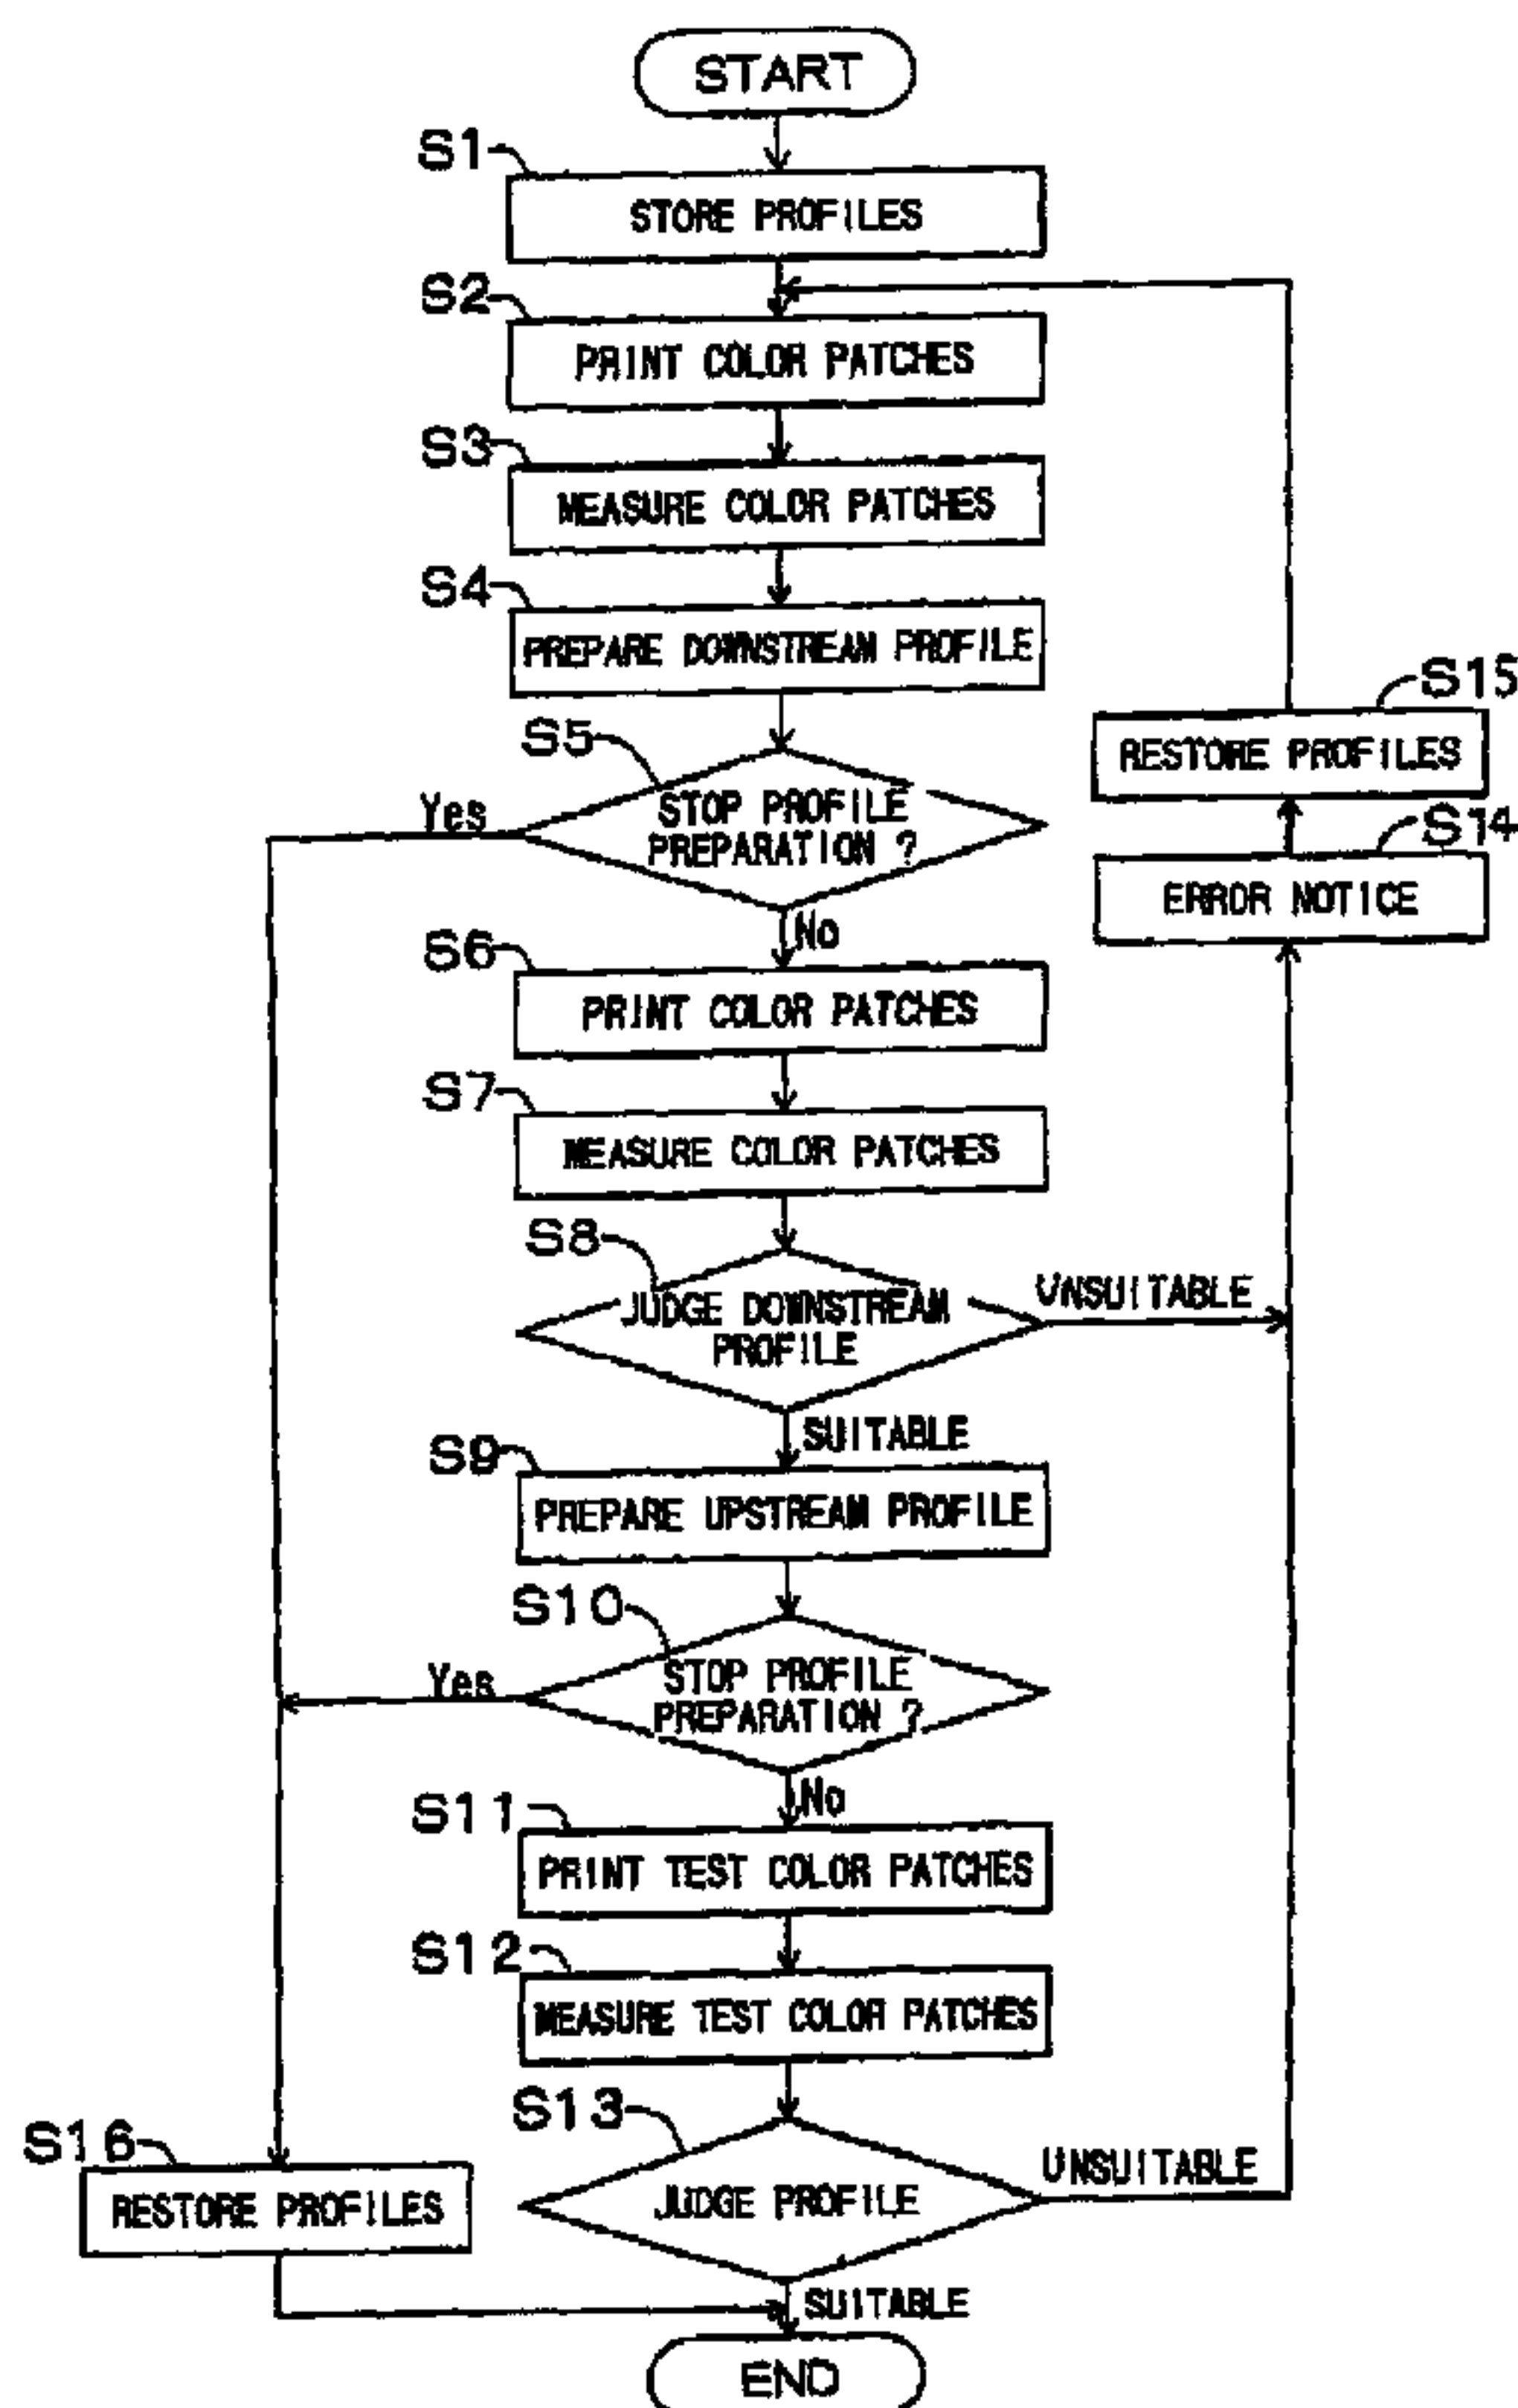 START
S1
STORE PROFILES
S2
PRINT COLOR PATCHES
S3
MEASURE COLOR PATCHES
S4
PREPARE DOWNSTREAM PROFILE
S15
RESTORE PROFILES
S5
STOP PROFILE
PREPARATION ?
Yes
No
S14
ERROR NOTICE
S6
PRINT COLOR PATCHES
S7
MEASURE COLOR PATCHES
S8
JUDGE DOWNSTREAM
PROFILE
UNSUITABLE
SUITABLE
S9
PREPARE UPSTREAM PROFILE
S10
STOP PROFILE
PREPARATION ?
Yes
No
S11
PRINT TEST COLOR PATCHES
S12
MEASURE TEST COLOR PATCHES
S13
JUDGE PROFILE
UNSUITABLE
S16
RESTORE PROFILES
SUITABLE
END